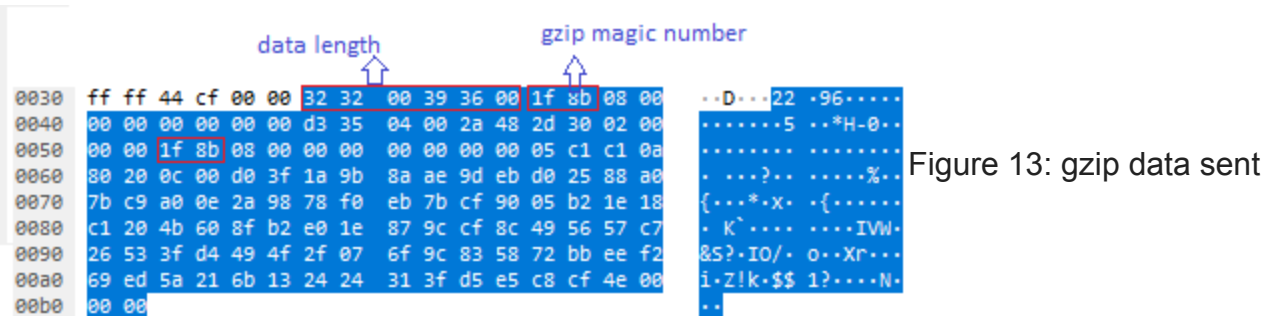 data length
gzip magic number
0030 ff ff 44 cf 00 00 32 32 00 39 36 00 1f 8b 08 00 ··D···22 ·96·····
0040 00 00 00 00 00 00 d3 35 04 00 2a 48 2d 30 02 00 ·······5 ··*H-0··
0050 00 00 1f 8b 08 00 00 00 00 00 00 00 05 c1 c1 0a ········ ········
0060 80 20 0c 00 d0 3f 1a 9b 8a ae 9d eb d0 25 88 a0 · ···?·· ·····%··
0070 7b c9 a0 0e 2a 98 78 f0 eb 7b cf 90 05 b2 1e 18 {···*·x· ·{······
0080 c1 20 4b 60 8f b2 e0 1e 87 9c cf 8c 49 56 57 c7 · K`···· ····IVW·
0090 26 53 3f d4 49 4f 2f 07 6f 9c 83 58 72 bb ee f2 &S?·IO/· o··Xr···
00a0 69 ed 5a 21 6b 13 24 24 31 3f d5 e5 c8 cf 4e 00 i·Z!k·$$ 1?····N·
00b0 00 00 ··
Figure 13: gzip data sent